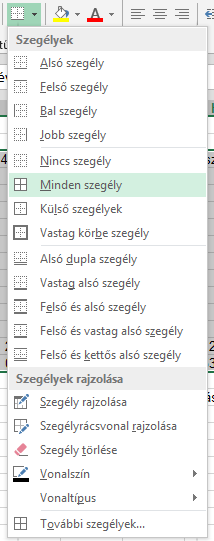 Szegélyek
Alsó szegély
Felső szegély
Bal szegély
Jobb szegély
Nincs szegély
Minden szegély
Külső szegélyek
Vastag körbe szegély
Alsó dupla szegély
Vastag alsó szegély
Felső és alsó szegély
Felső és vastag alsó szegély
Felső és kettős alsó szegély
Szegélyek rajzolása
Szegély rajzolása
Szegélyrácsvonal rajzolása
Szegély törlése
Vonalszín
Vonaltípus
További szegélyek...